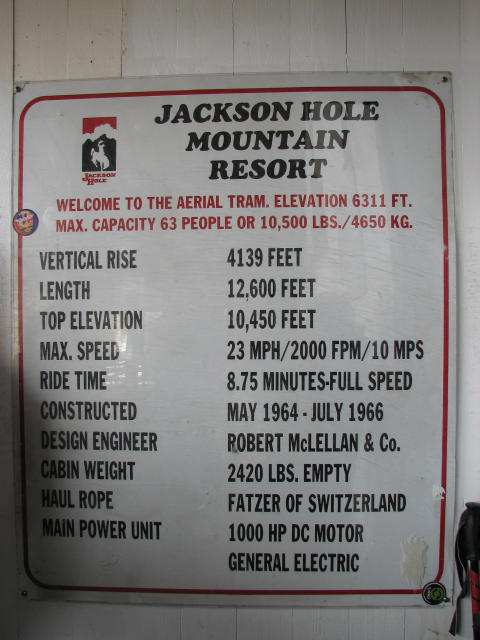 JACKSON HOLE
MOUNTAIN
RESORT
JACKSON
HOLE
WELCOME TO THE AERIAL TRAM. ELEVATION 6311 FT.
MAX. CAPACITY 63 PEOPLE OR 10,500 LBS./4650 KG.
VERTICAL RISE 4139 FEET
LENGTH 12,600 FEET
TOP ELEVATION 10,450 FEET
MAX. SPEED 23 MPH/2000 FPM/10 MPS
RIDE TIME 8.75 MINUTES-FULL SPEED
CONSTRUCTED MAY 1964 - JULY 1966
DESIGN ENGINEER ROBERT McLELLAN & Co.
CABIN WEIGHT 2420 LBS. EMPTY
HAUL ROPE FATZER OF SWITZERLAND
MAIN POWER UNIT 1000 HP DC MOTOR
GENERAL ELECTRIC